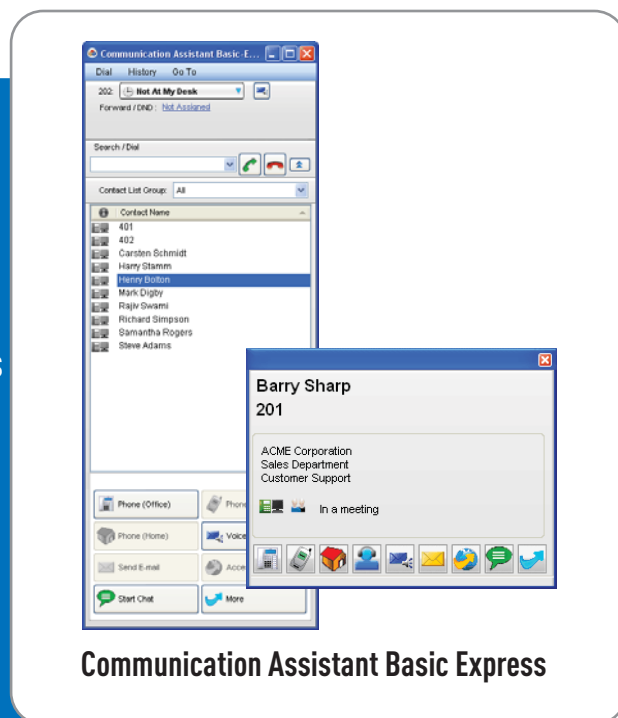 Communication Assistant Basic-E...
Dial History Go To
202: Not At My Desk
Forward / DND : Not Assigned
Search / Dial
Contact List Group: All
Contact Name
401
402
Carsten Schmidt
Harry Stamm
Henry Bolton
Mark Digby
Rajiv Swami
Richard Simpson
Samantha Rogers
Steve Adams
S
Barry Sharp
201
ACME Corporation
Sales Department
Customer Support
In a meeting
Phone (Office) Phone
Phone (Home) Voice
Send E-mail Acce
Start Chat More
Communication Assistant Basic Express